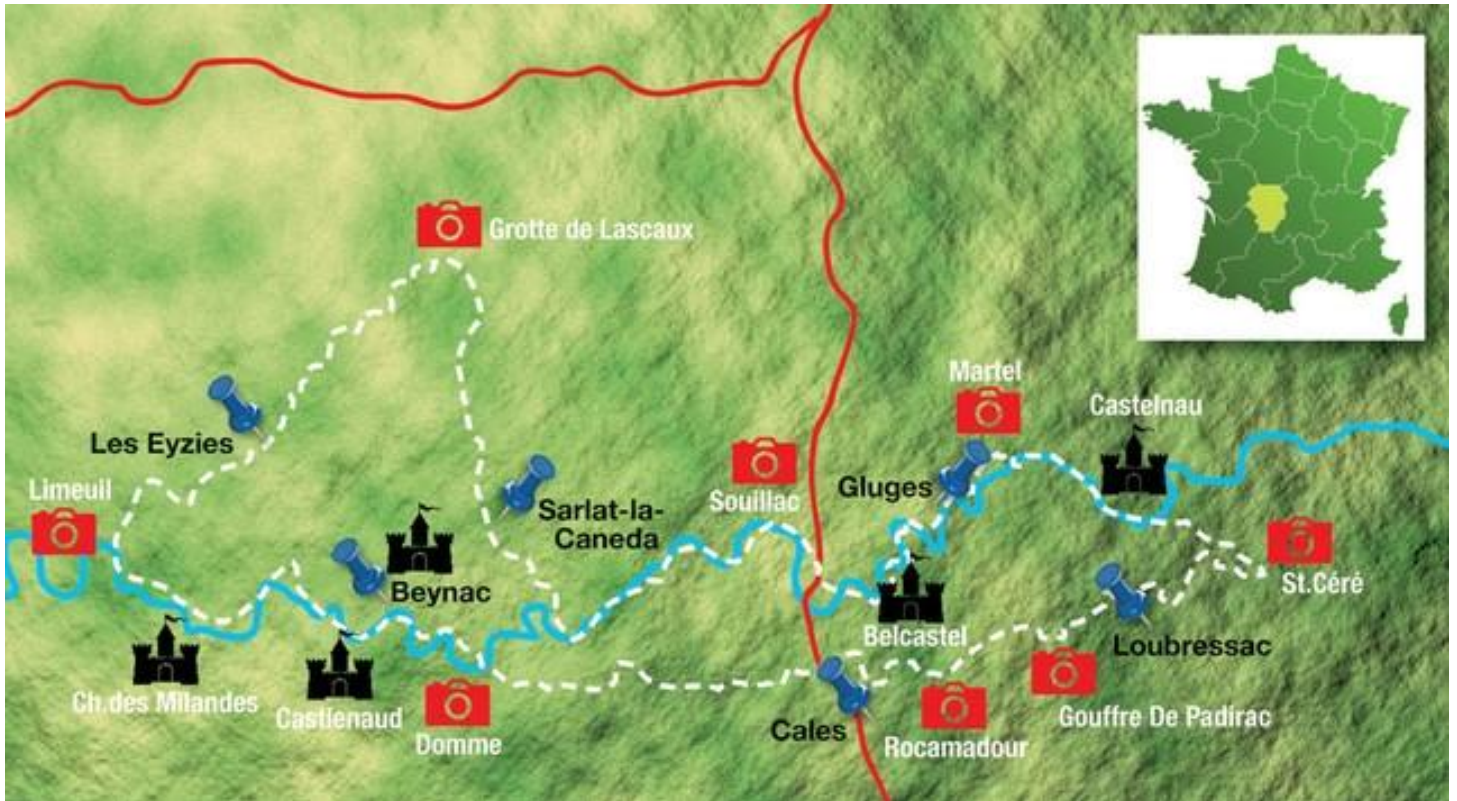 Grotte de Lascaux
Martel
Castelnau
Les Eyzies
Limeuil
Souillac
Gluges
Sarlat-la-
Caneda
Beynac
St.Céré
Belcastel
Loubressac
Ch.des Milandes
Castlenaud
Domme
Cales
Rocamadour
Gouffre De Padirac